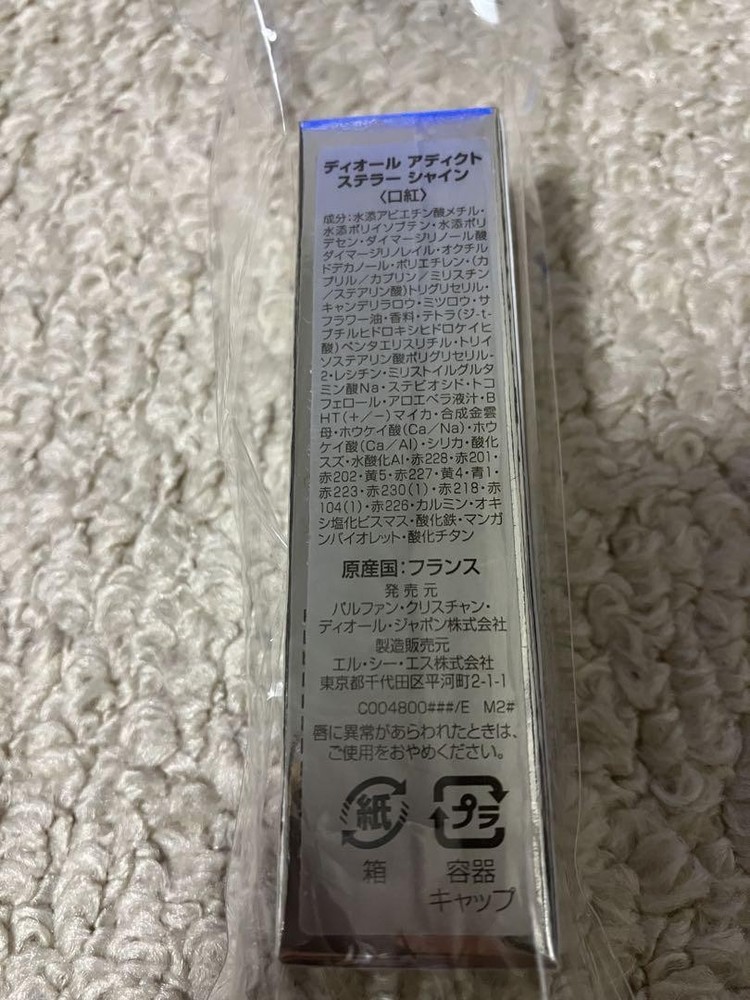 ディオール アディクト
ステラー シャイン
〈口紅〉
成分:水添アビエチン酸メチル・
水添ポリイソブテン・水添ポリ
デセン・ダイマージリノール酸
ダイマージリノレイル・オクチル
ドデカノール・ポリエチレン・(カ
プリル/カプリン/ミリスチン
/ステアリン酸)トリグリセリル・
キャンデリラロウ・ミツロウ・サ
フラワー油・香料・テトラ(ジ-t-
ブチルヒドロキシヒドロケイヒ
酸)ペンタエリスリチル・トリイ
ソステアリン酸ポリグリセリル-
2・レシチン・ミリストイルグルタ
ミン酸Na・ステビオシド・トコ
フェロール・アロエベラ液汁・B
HT(+/−)マイカ・合成金雲
母・ホウケイ酸(Ca/Na)・ホウ
ケイ酸(Ca/Al)・シリカ・酸化
スズ・水酸化Al・赤228・赤201・
赤202・黄5・赤227・黄4・青1・
赤223・赤230(1)・赤218・赤
104(1)・赤226・カルミン・オキ
シ塩化ビスマス・酸化鉄・マンガ
ンバイオレット・酸化チタン
原産国:フランス
発売元
パルファン・クリスチャン・
ディオール・ジャポン株式会社
製造販売元
エル・シー・エス株式会社
東京都千代田区平河町2-1-1
C004800###/E M2#
唇に異常があらわれたときは、
ご使用をおやめください。
紙 プラ
箱 容器
キャップ